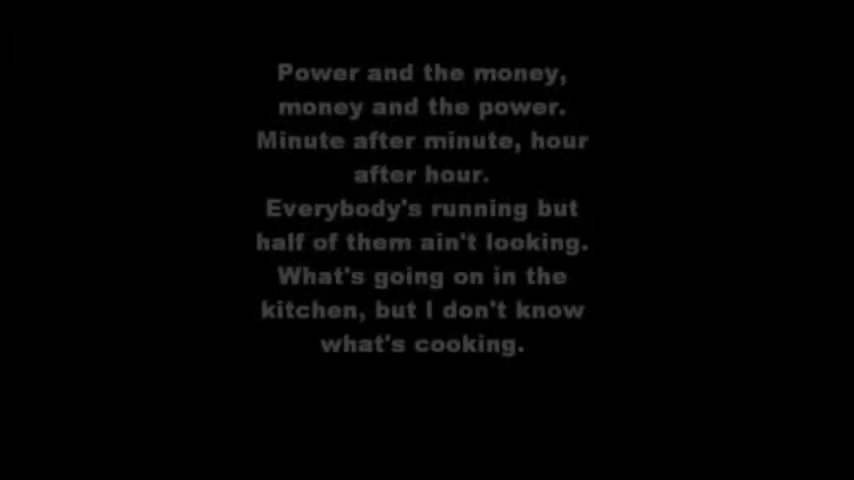 Power and the money,
money and the power.
Minute after minute, hour
after hour.
Everybody's running but
half of them ain't looking.
What's going on in the
kitchen, but I don't know
what's cooking.